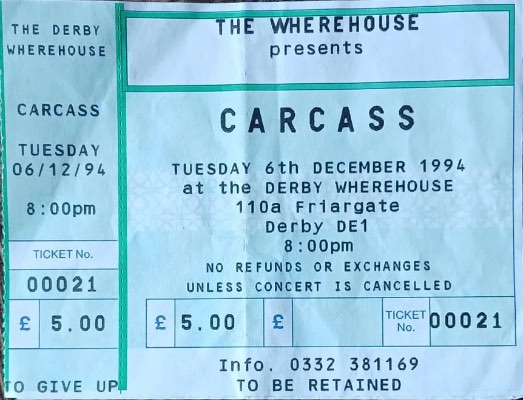 THE DERBY
WHEREHOUSE
CARCASS
TUESDAY
06/12/94
8:00pm
TICKET No.
00021
£ 5.00
TO GIVE UP
THE WHEREHOUSE
presents
CARCASS
TUESDAY 6th DECEMBER 1994
at the DERBY WHEREHOUSE
110a Friargate
Derby DE1
8:00pm
NO REFUNDS OR EXCHANGES
UNLESS CONCERT IS CANCELLED
£ 5.00 £ TICKET No. 00021
Info. 0332 381169
TO BE RETAINED